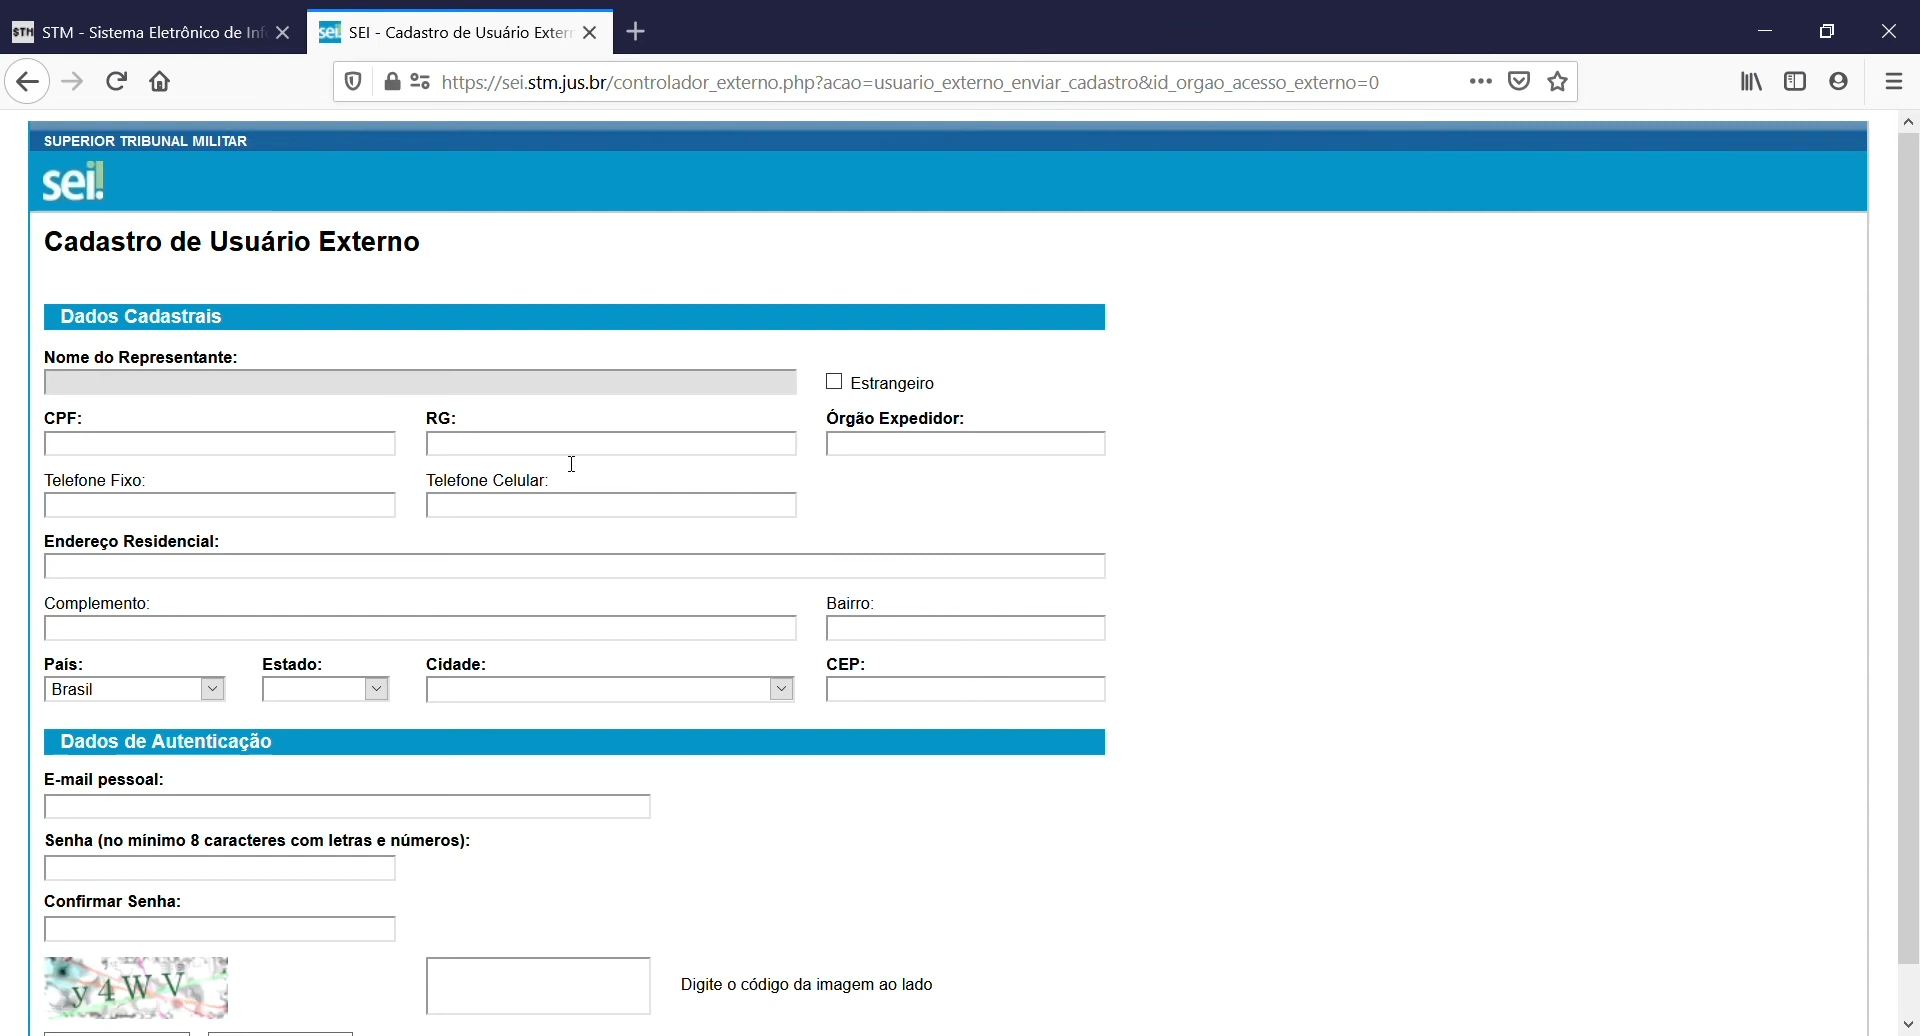 STM - Sistema Eletrônico de Inf
SEI - Cadastro de Usuário Extern
https://sei.stm.jus.br/controlador_externo.php?acao=usuario_externo_enviar_cadastro&id_orgao_acesso_externo=0
SUPERIOR TRIBUNAL MILITAR
sei!
Cadastro de Usuário Externo
Dados Cadastrais
Nome do Representante:
Estrangeiro
CPF: RG: Órgão Expedidor:
Telefone Fixo: Telefone Celular:
Endereço Residencial:
Complemento: Bairro:
País: Estado: Cidade: CEP:
Brasil
Dados de Autenticação
E-mail pessoal:
Senha (no mínimo 8 caracteres com letras e números):
Confirmar Senha:
y4WV
Digite o código da imagem ao lado